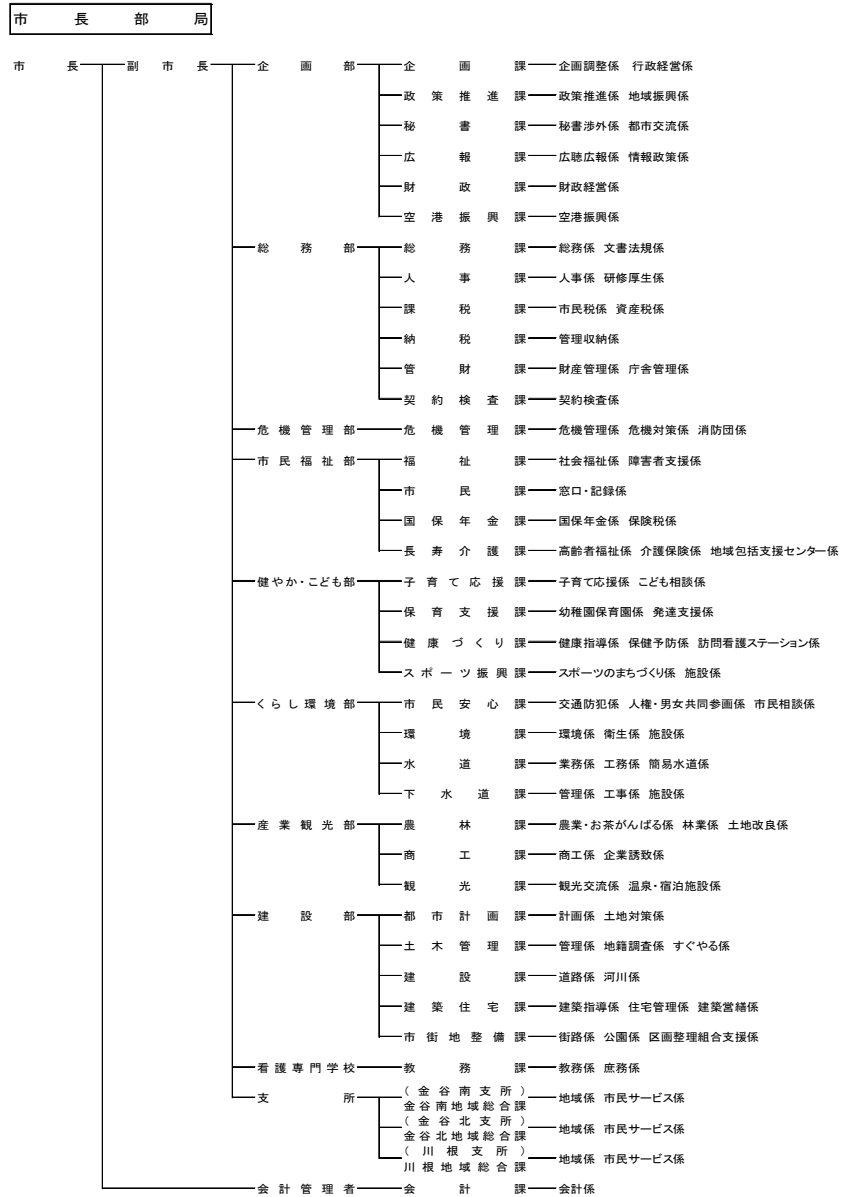 市長部局
市長 副市長 企画部 企画課 企画調整係 行政経営係
政策推進課 政策推進係 地域振興係
秘書課 秘書渉外係 都市交流係
広報課 広聴広報係 情報政策係
財政課 財政経営係
空港振興課 空港振興係
総務部 総務課 総務係 文書法規係
人事課 人事係 研修厚生係
課税課 市民税係 資産税係
納税課 管理収納係
管財課 財産管理係 庁舎管理係
契約検査課 契約検査係
危機管理部 危機管理課 危機管理係 危機対策係 消防団係
市民福祉部 福祉課 社会福祉係 障害者支援係
市民課 窓口・記録係
国保年金課 国保年金係 保険税係
長寿介護課 高齢者福祉係 介護保険係 地域包括支援センター係
健やか・こども部 子育て応援課 子育て応援係 こども相談係
保育支援課 幼稚園保育園係 発達支援係
健康づくり課 健康指導係 保健予防係 訪問看護ステーション係
スポーツ振興課 スポーツのまちづくり係 施設係
くらし環境部 市民安心課 交通防犯係 人権・男女共同参画係 市民相談係
環境課 環境係 衛生係 施設係
水道課 業務係 工務係 簡易水道係
下水道課 管理係 工事係 施設係
産業観光部 農林課 農業・お茶がんばる係 林業係 土地改良係
商工課 商工係 企業誘致係
観光課 観光交流係 温泉・宿泊施設係
建設部 都市計画課 計画係 土地対策係
土木管理課 管理係 地籍調査係 すぐやる係
建設課 道路係 河川係
建築住宅課 建築指導係 住宅管理係 建築営繕係
市街地整備課 街路係 公園係 区画整理組合支援係
看護専門学校 教務課 教務係 庶務係
支所 (金谷南支所) 金谷南地域総合課 地域係 市民サービス係
(金谷北支所) 金谷北地域総合課 地域係 市民サービス係
(川根支所) 川根地域総合課 地域係 市民サービス係
会計管理者 会計課 会計係